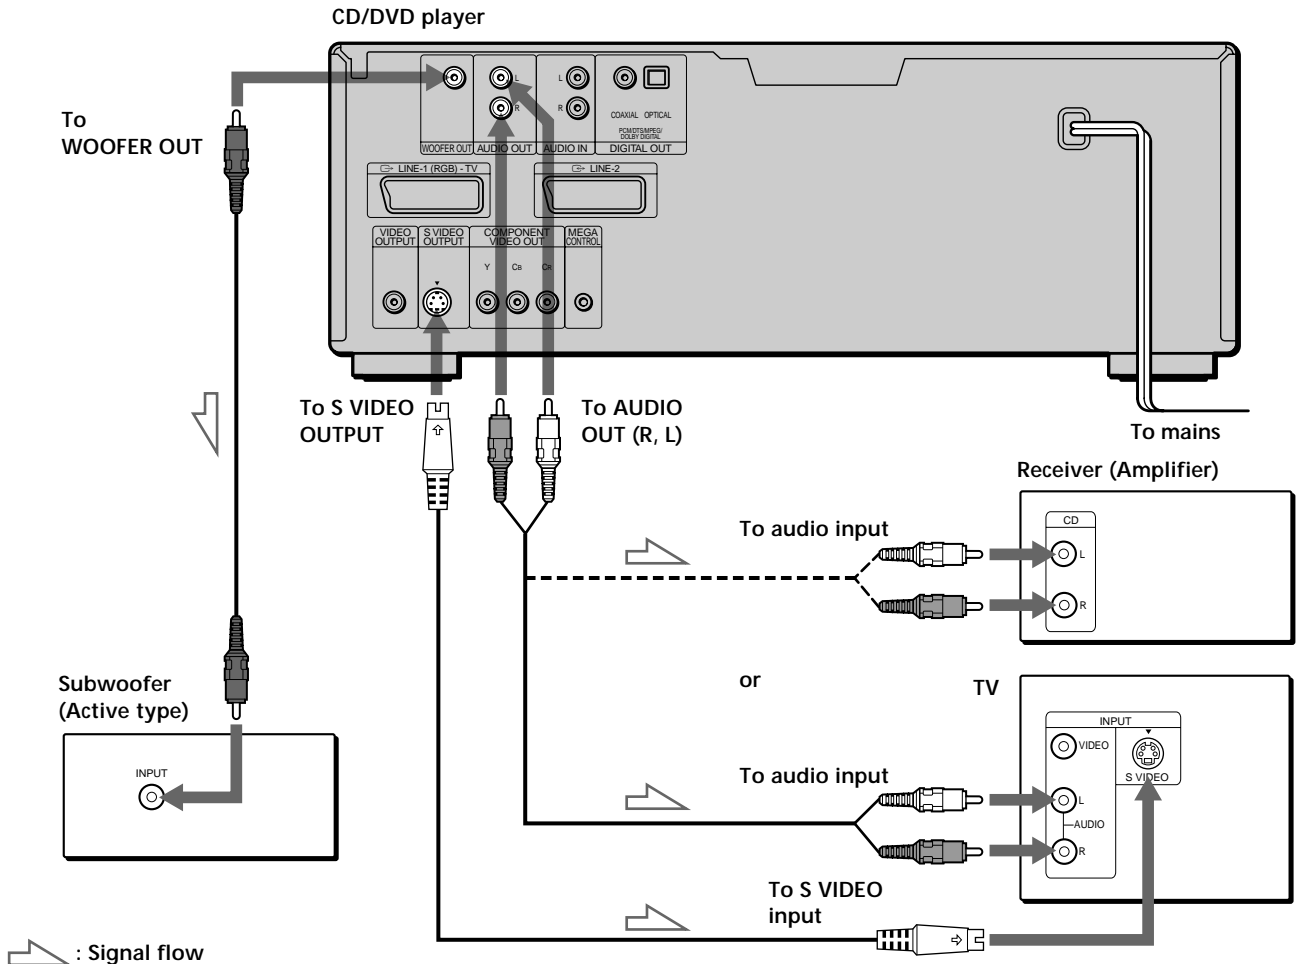 CD/DVD player
To
WOOFER OUT
L
R
L
R
COAXIAL OPTICAL
PCM/DTS/MPEG/
DOLBY DIGITAL
WOOFER OUT
AUDIO OUT
AUDIO IN
DIGITAL OUT
LINE-1 (RGB) - TV
LINE-2
VIDEO
OUTPUT
S VIDEO
OUTPUT
COMPONENT
VIDEO OUT
MEGA
CONTROL
Y
CB
CR
To S VIDEO
OUTPUT
To AUDIO
OUT (R, L)
To mains
Receiver (Amplifier)
To audio input
CD
L
R
or
TV
Subwoofer
(Active type)
INPUT
INPUT
VIDEO
S VIDEO
To audio input
L
AUDIO
R
To S VIDEO
input
: Signal flow